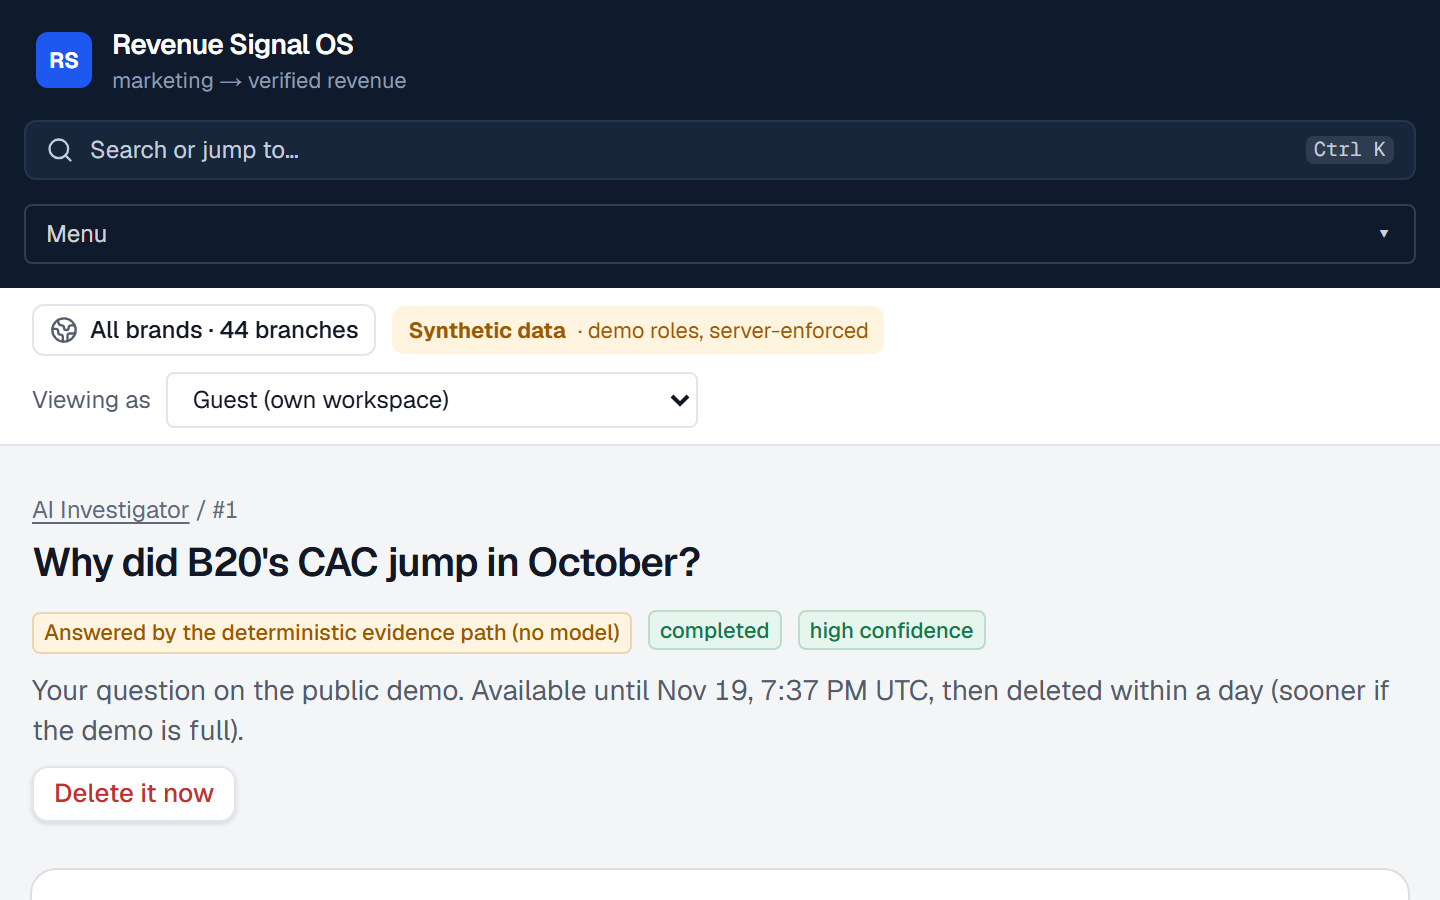 RS
Revenue Signal OS
marketing → verified revenue
Search or jump to…
Ctrl K
Menu
All brands · 44 branches
Synthetic data · demo roles, server-enforced
Viewing as
Guest (own workspace)
AI Investigator / #1
Why did B20's CAC jump in October?
Answered by the deterministic evidence path (no model)
completed
high confidence
Your question on the public demo. Available until Nov 19, 7:37 PM UTC, then deleted within a day (sooner if
the demo is full).
Delete it now